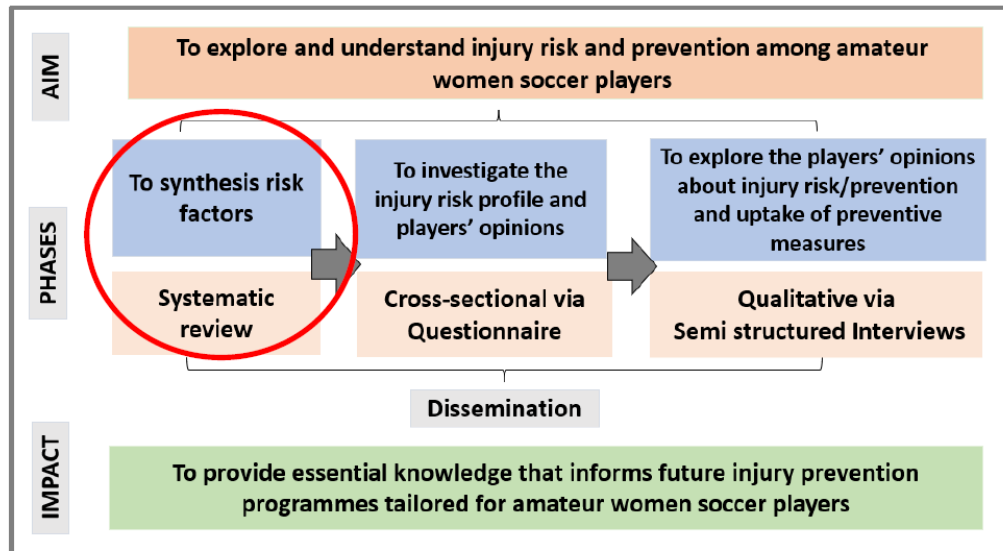 AIM
To explore and understand injury risk and prevention among amateur
women soccer players
PHASES
To synthesis risk
factors
To investigate the
injury risk profile and
players’ opinions
To explore the players’ opinions
about injury risk/prevention
and uptake of preventive
measures
Systematic
review
Cross-sectional via
Questionnaire
Qualitative via
Semi structured Interviews
Dissemination
IMPACT
To provide essential knowledge that informs future injury prevention
programmes tailored for amateur women soccer players